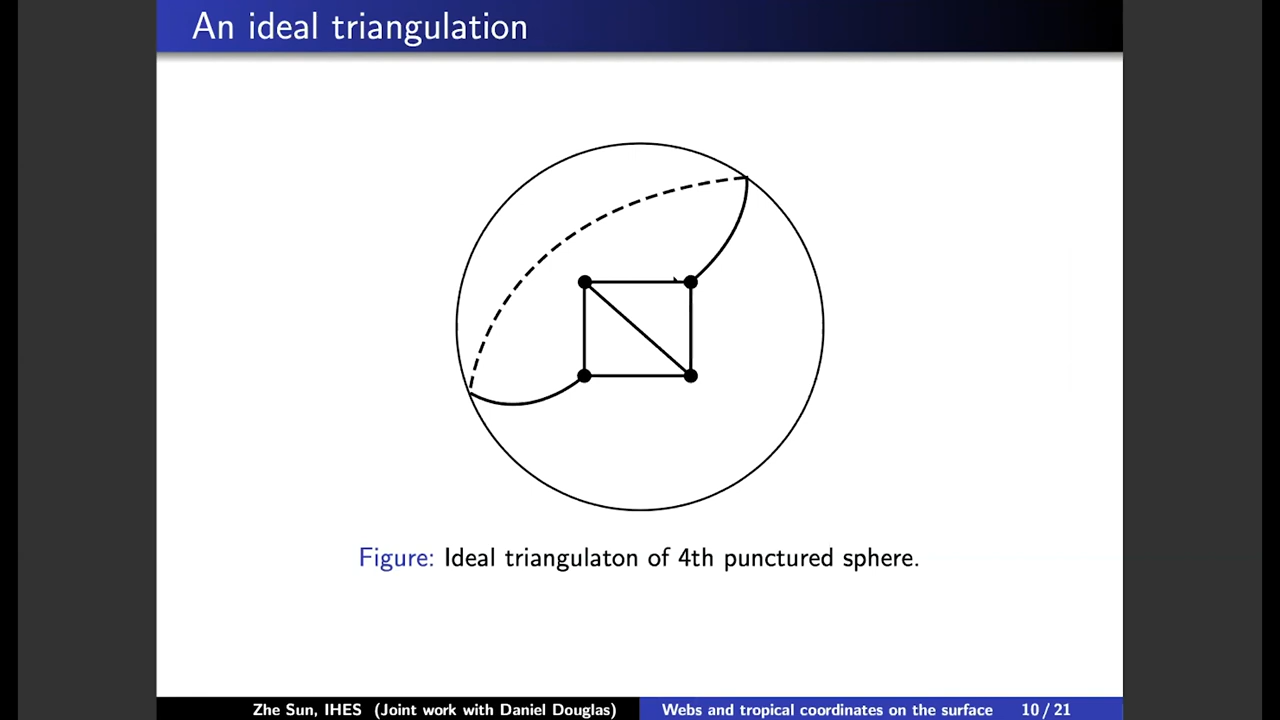 An ideal triangulation
Figure: Ideal triangulaton of 4th punctured sphere.
Zhe Sun, IHES (Joint work with Daniel Douglas)
Webs and tropical coordinates on the surface
10 / 21